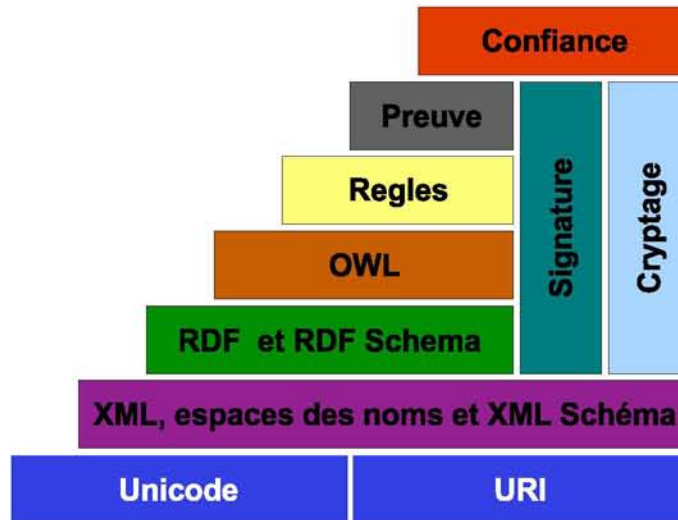 Confiance
Preuve
Regles
OWL
RDF et RDF Schema
Signature
Cryptage
XML, espaces des noms et XML Schéma
Unicode
URI